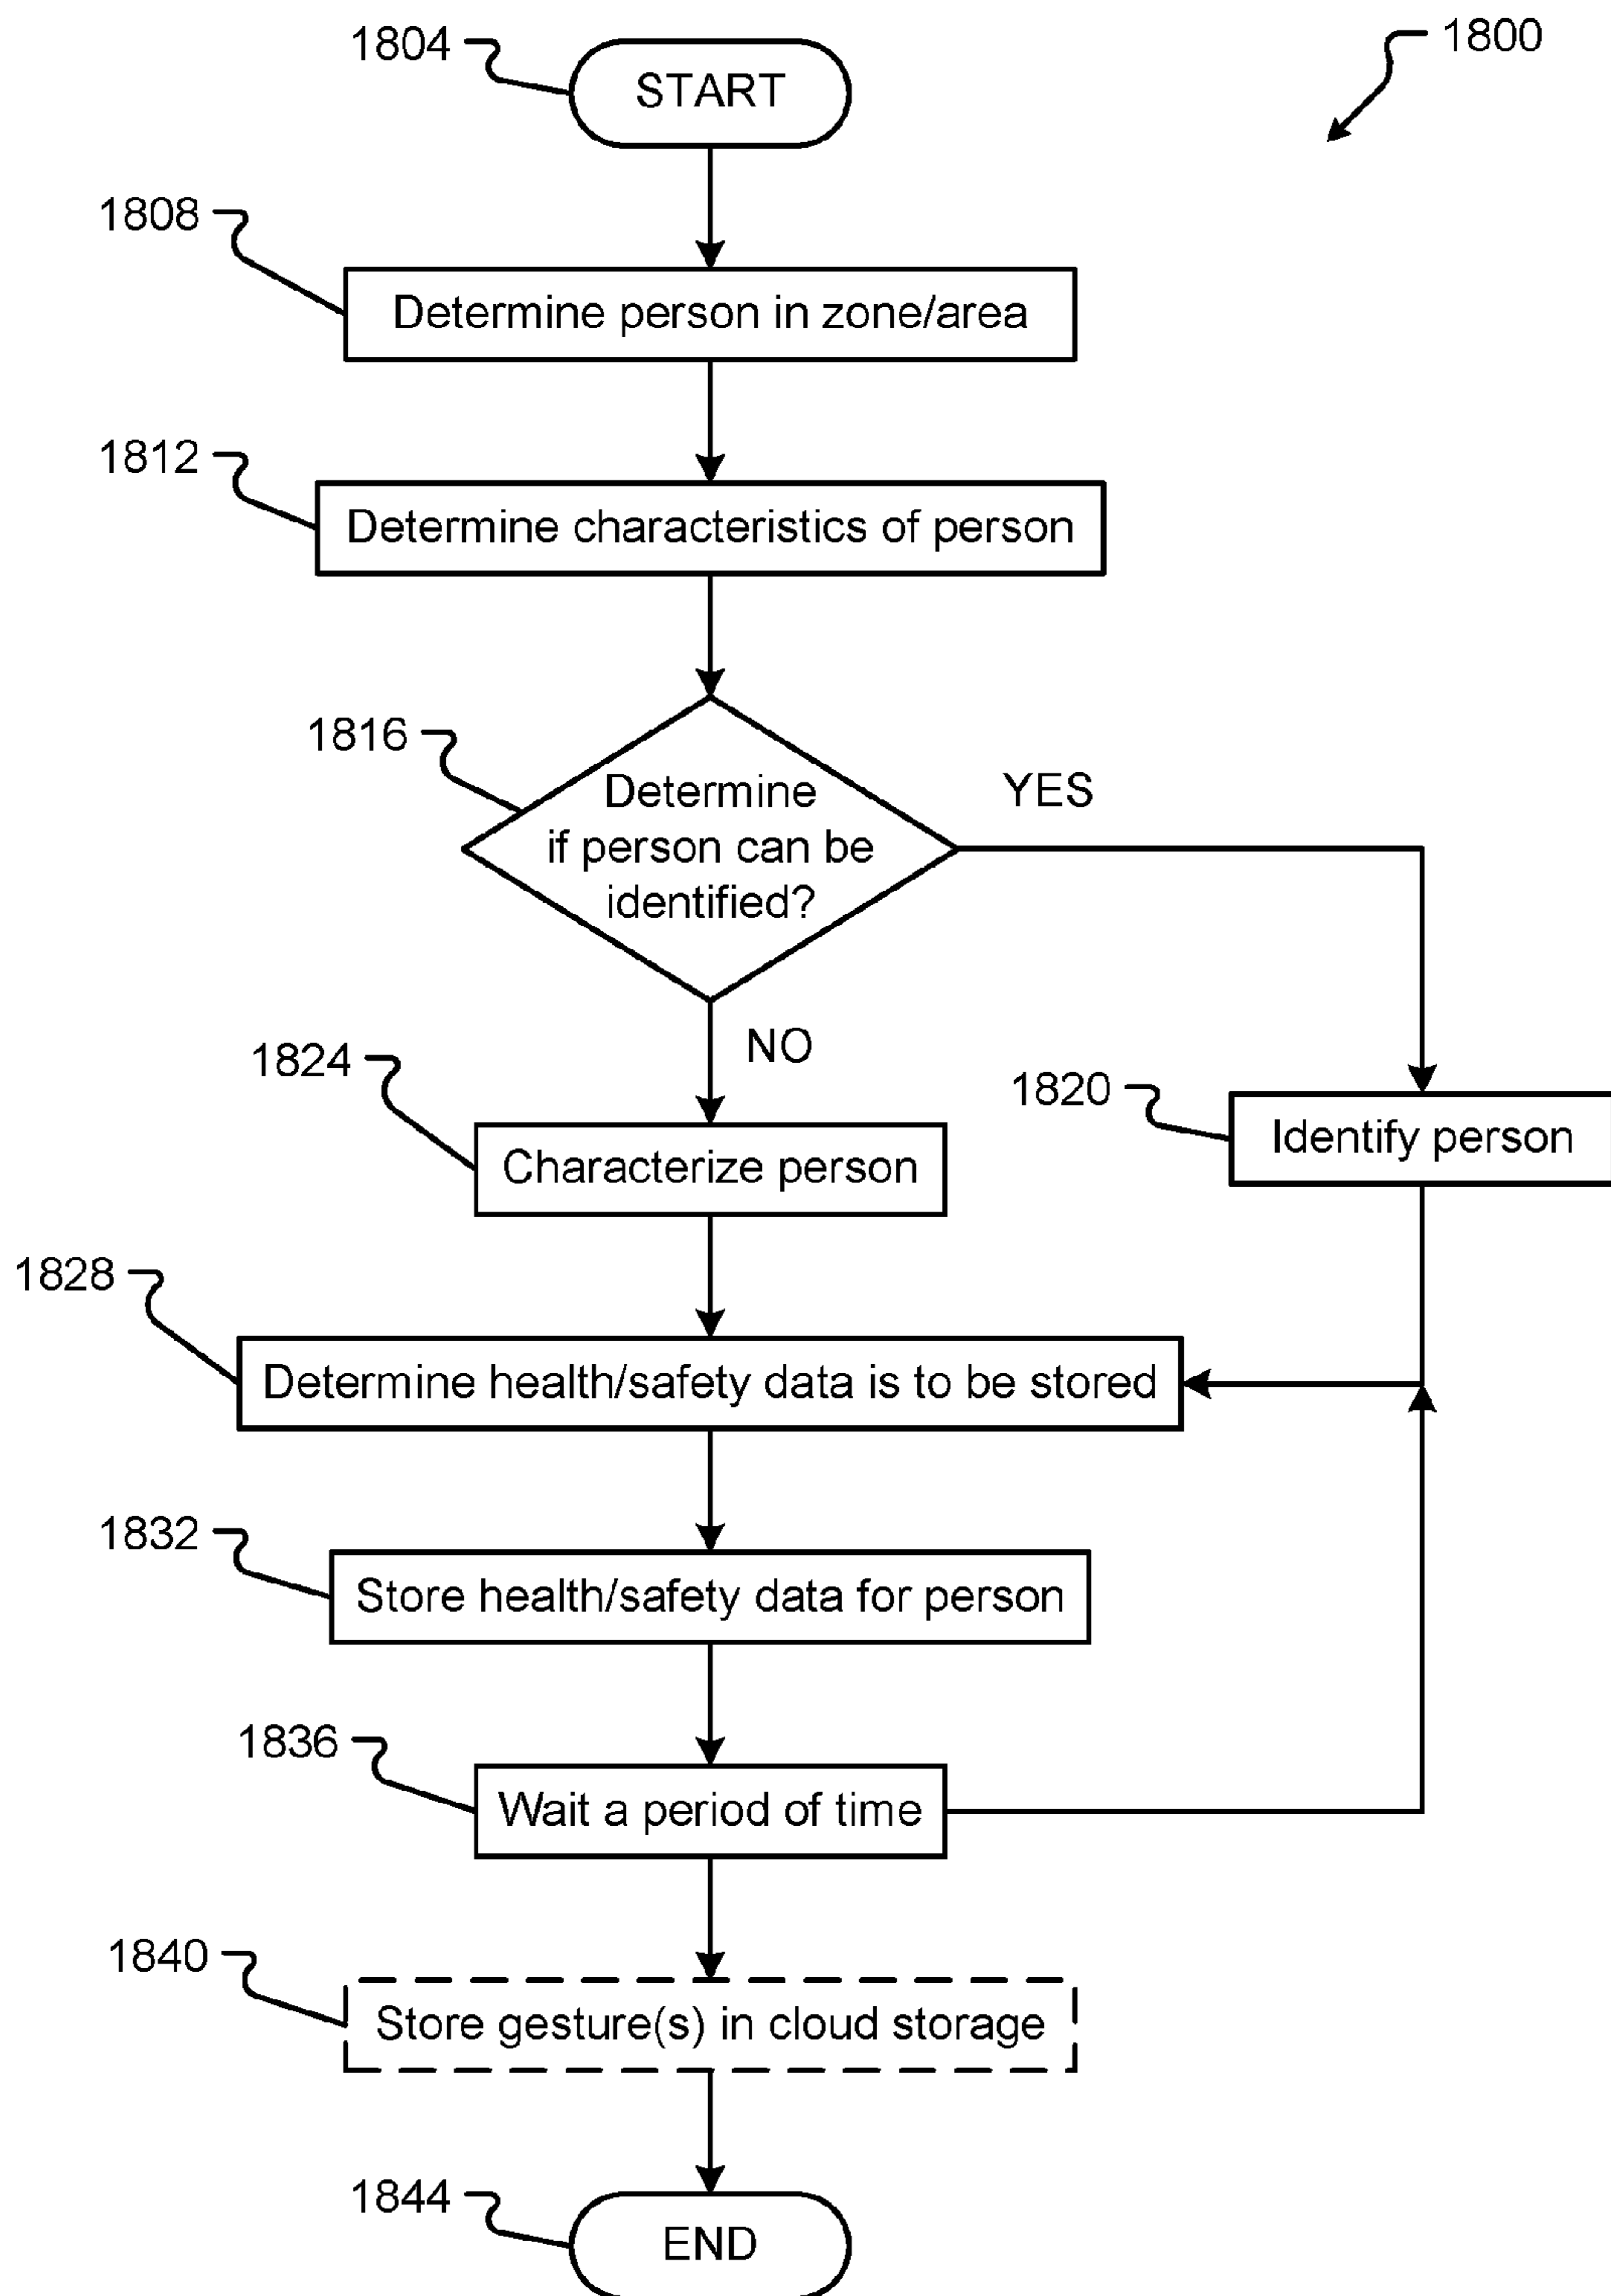 1804
START
1800
1808
Determine person in zone/area
1812
Determine characteristics of person
1816
Determine
if person can be
identified?
YES
NO
1824
Characterize person
1820
Identify person
1828
Determine health/safety data is to be stored
1832
Store health/safety data for person
1836
Wait a period of time
1840
Store gesture(s) in cloud storage
1844
END